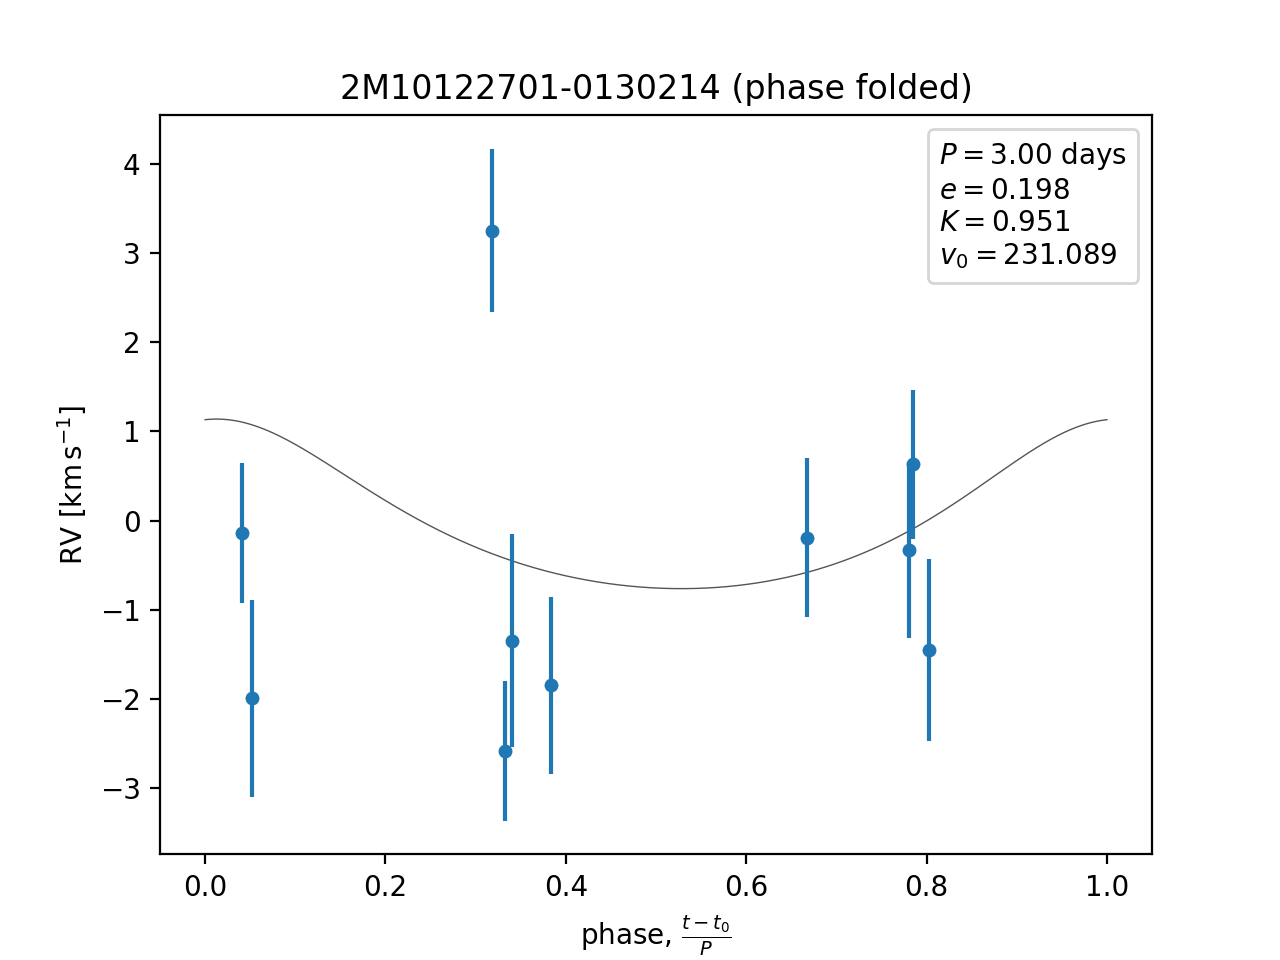 2M10122701-0130214 (phase folded)
P = 3.00 days
e = 0.198
K = 0.951
v₀ = 231.089
4
3
2
1
0
−1
−2
−3
RV [km s⁻¹]
0.0 0.2 0.4 0.6 0.8 1.0
phase, (t − t₀)/P